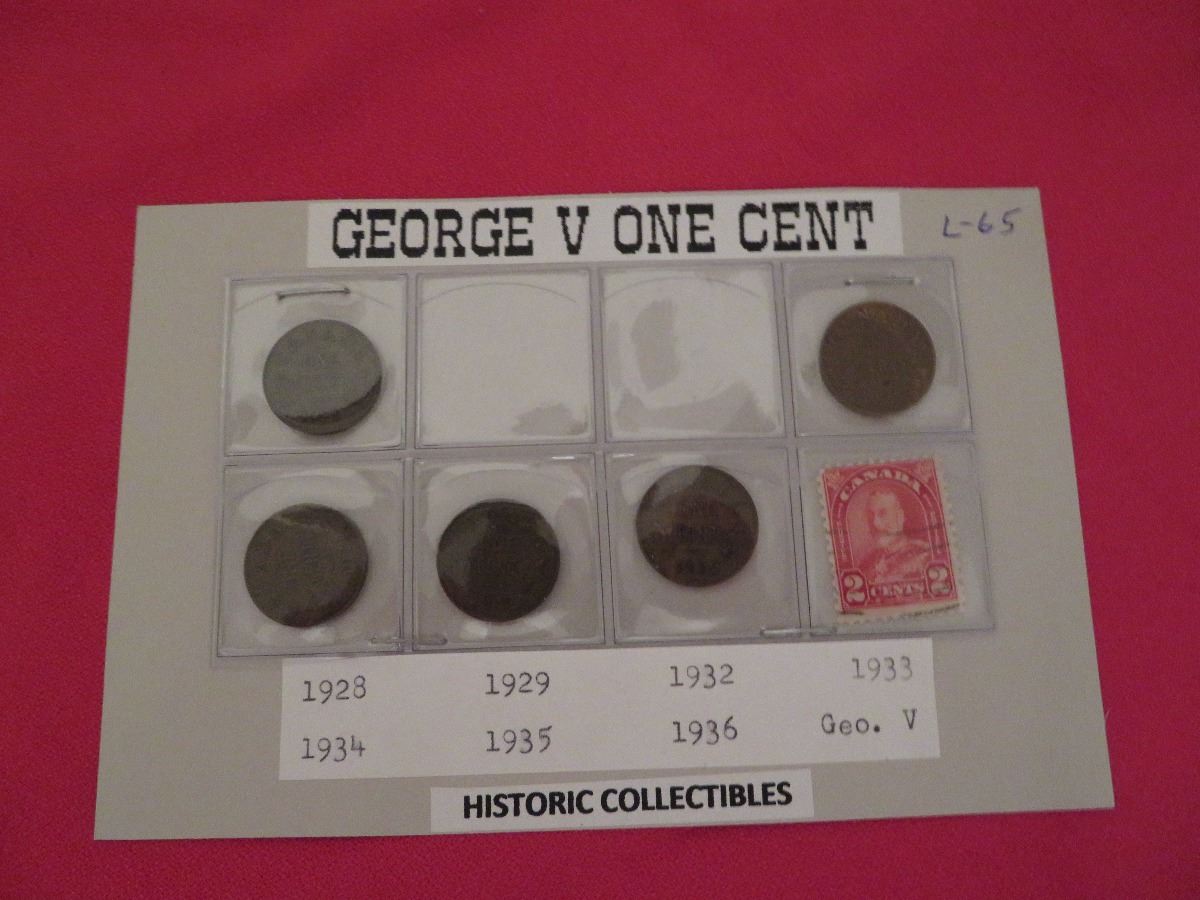 GEORGE V ONE CENT
L-65
CANADA
2 CENTS 2
1928 1929 1932 1933
1934 1935 1936 Geo. V
HISTORIC COLLECTIBLES